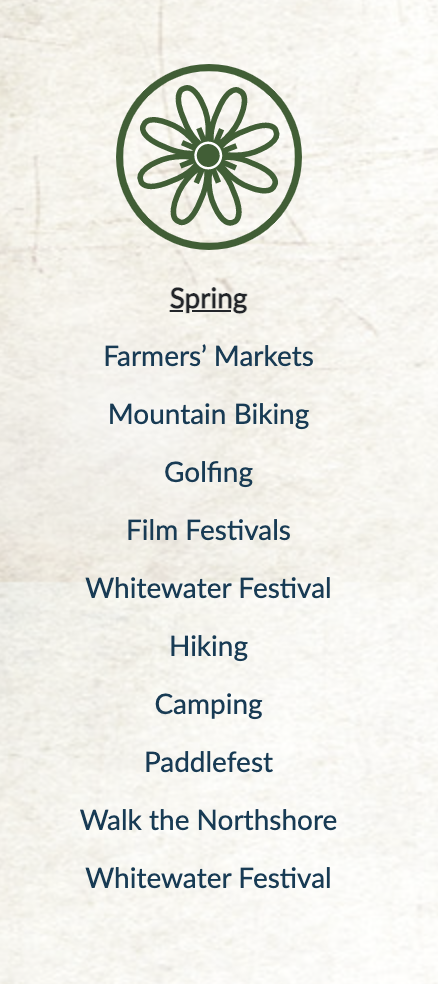 Spring
Farmers’ Markets
Mountain Biking
Golfing
Film Festivals
Whitewater Festival
Hiking
Camping
Paddlefest
Walk the Northshore
Whitewater Festival